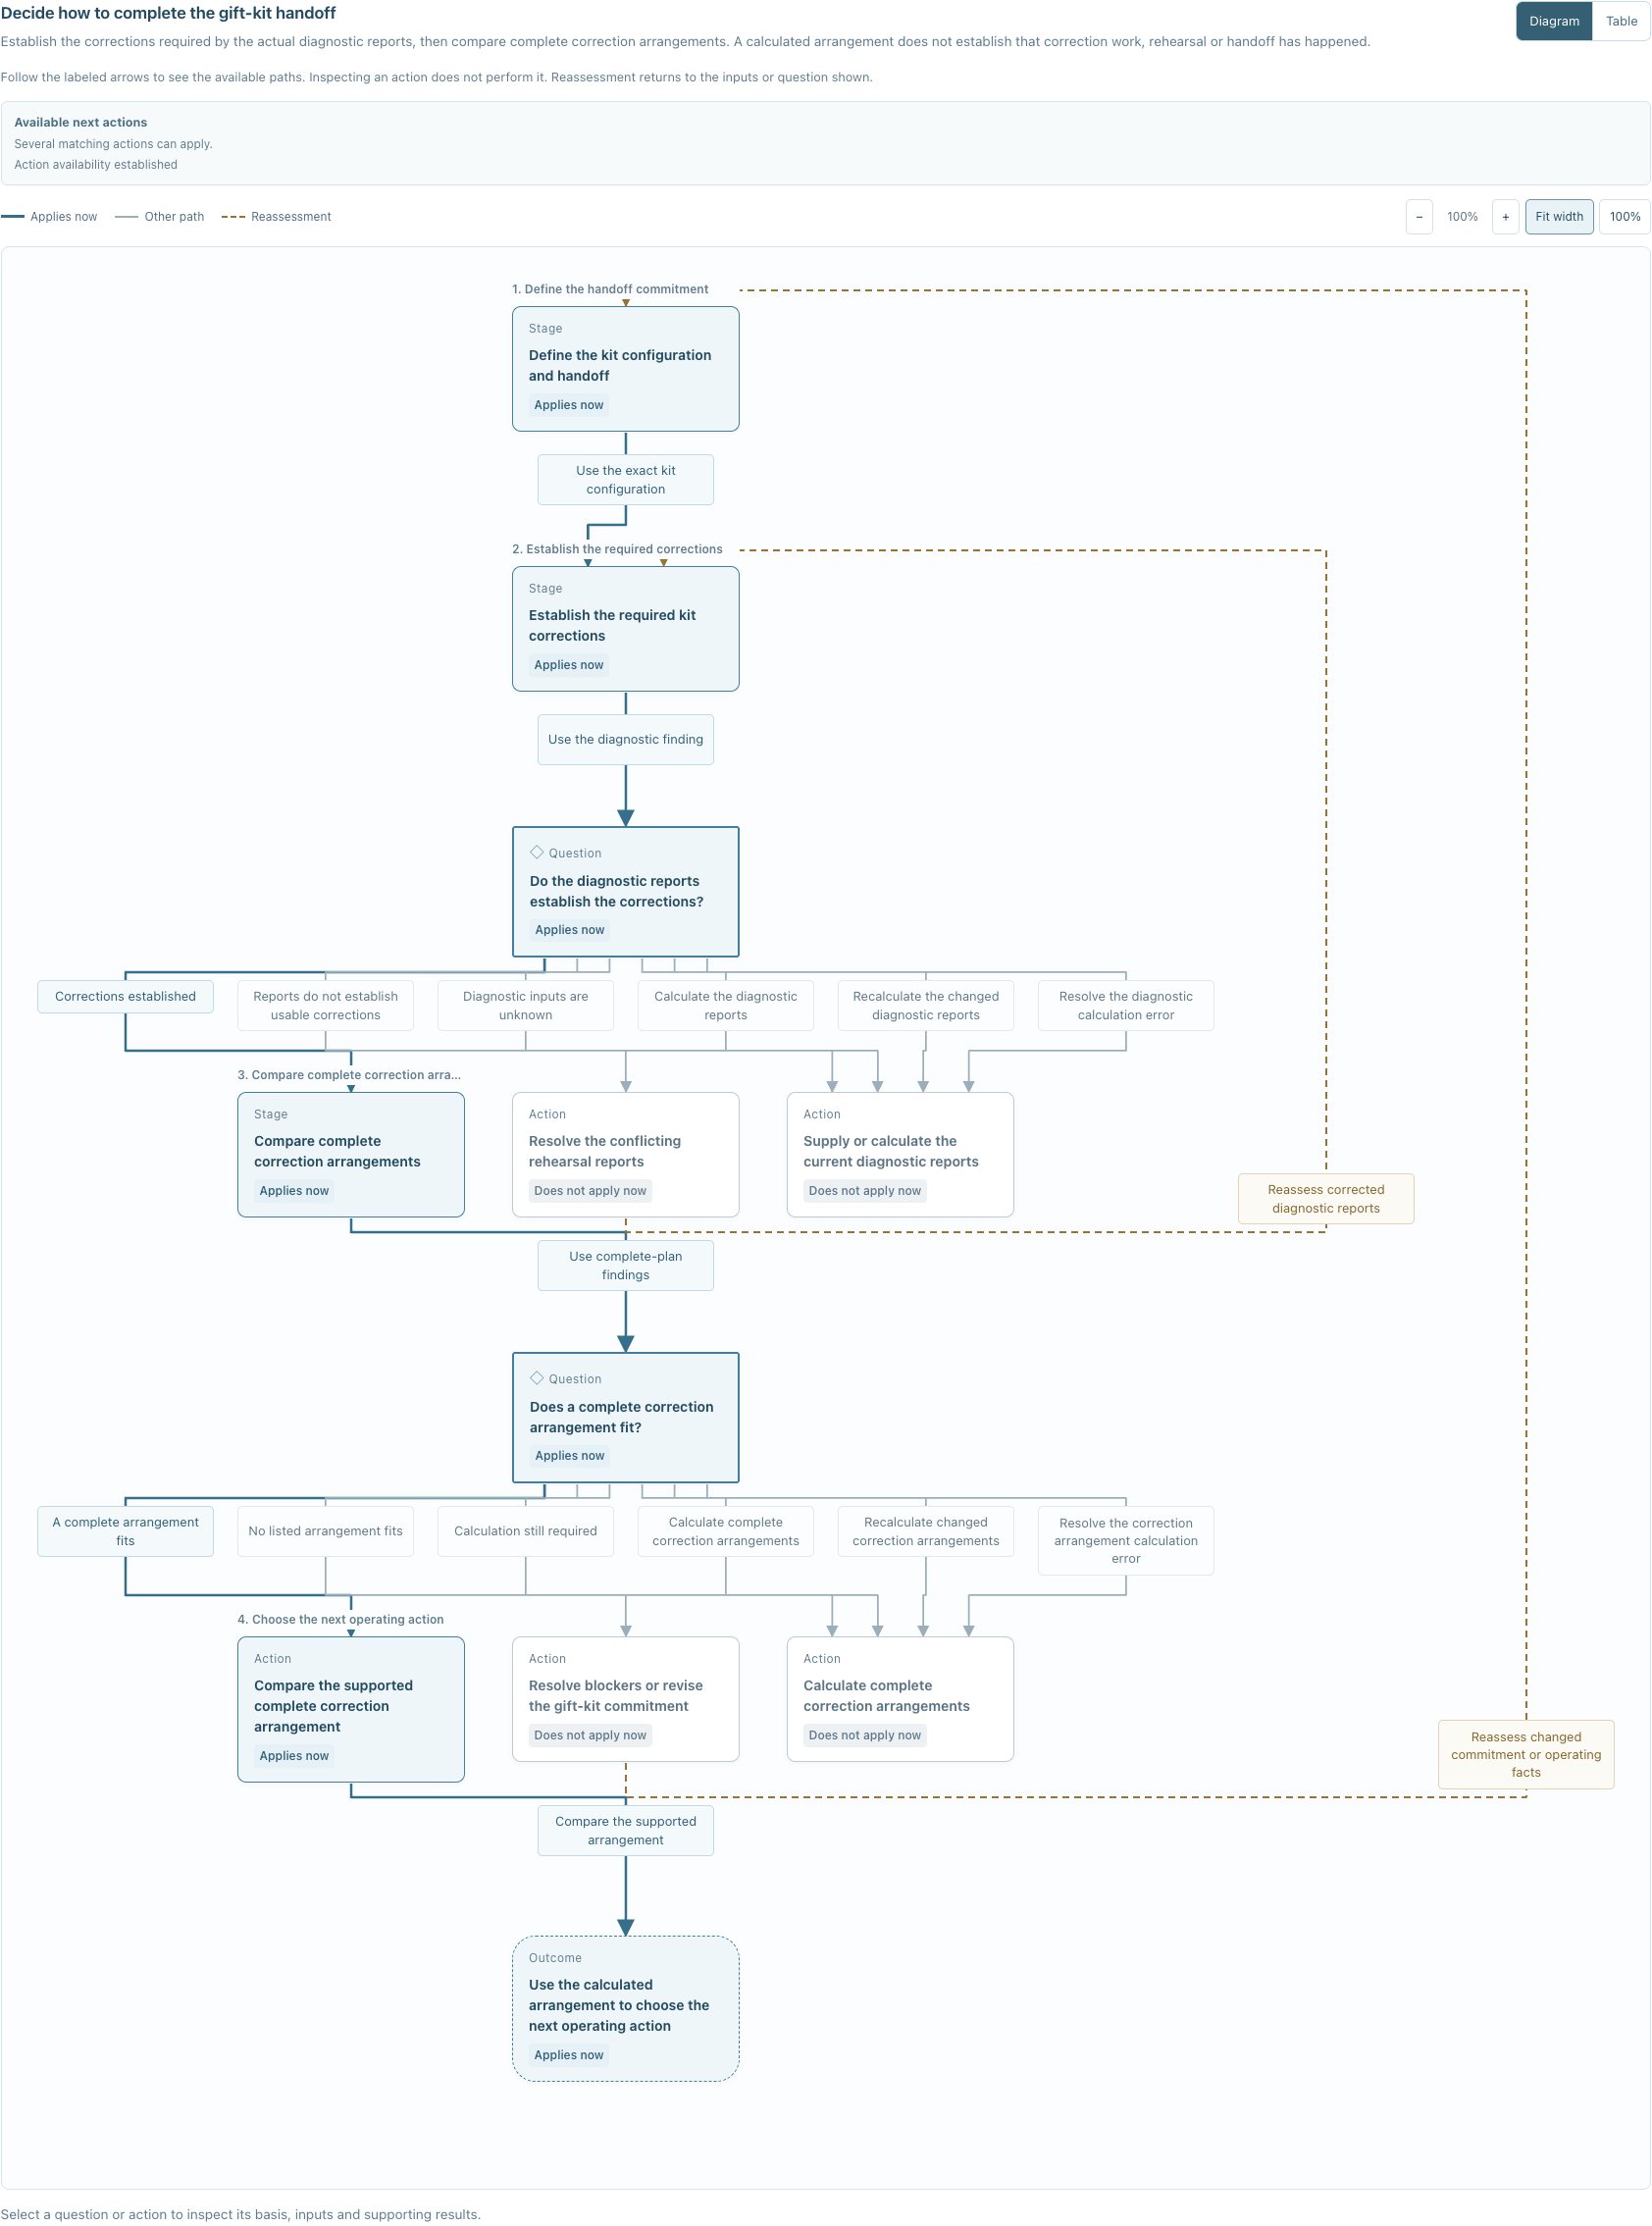 Decide how to complete the gift-kit handoff
Diagram
Table
Establish the corrections required by the actual diagnostic reports, then compare complete correction arrangements. A calculated arrangement does not establish that correction work, rehearsal or handoff has happened.
Follow the labeled arrows to see the available paths. Inspecting an action does not perform it. Reassessment returns to the inputs or question shown.
Available next actions
Several matching actions can apply.
Action availability established
Applies now
Other path
Reassessment
−
100%
+
Fit width
100%
1. Define the handoff commitment
Stage
Define the kit configuration
and handoff
Applies now
Use the exact kit
configuration
2. Establish the required corrections
Stage
Establish the required kit
corrections
Applies now
Use the diagnostic finding
Question
Do the diagnostic reports
establish the corrections?
Applies now
Corrections established
Reports do not establish
usable corrections
Diagnostic inputs are
unknown
Calculate the diagnostic
reports
Recalculate the changed
diagnostic reports
Resolve the diagnostic
calculation error
3. Compare complete correction arra...
Stage
Compare complete
correction arrangements
Applies now
Action
Resolve the conflicting
rehearsal reports
Does not apply now
Action
Supply or calculate the
current diagnostic reports
Does not apply now
Reassess corrected
diagnostic reports
Use complete-plan
findings
Question
Does a complete correction
arrangement fit?
Applies now
A complete arrangement
fits
No listed arrangement fits
Calculation still required
Calculate complete
correction arrangements
Recalculate changed
correction arrangements
Resolve the correction
arrangement calculation
error
4. Choose the next operating action
Action
Compare the supported
complete correction
arrangement
Applies now
Action
Resolve blockers or revise
the gift-kit commitment
Does not apply now
Action
Calculate complete
correction arrangements
Does not apply now
Reassess changed
commitment or operating
facts
Compare the supported
arrangement
Outcome
Use the calculated
arrangement to choose the
next operating action
Applies now
Select a question or action to inspect its basis, inputs and supporting results.